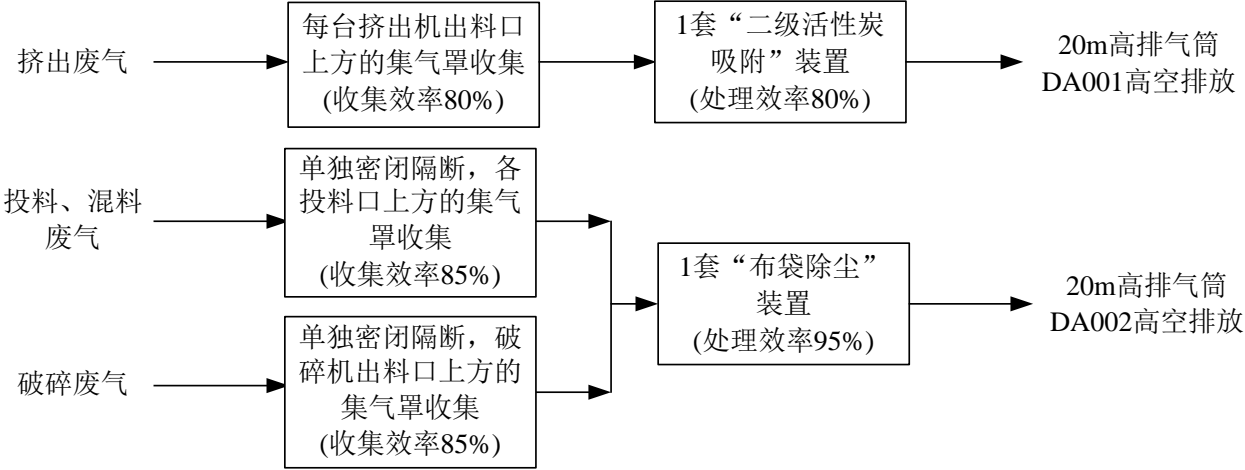 挤出废气
每台挤出机出料口
上方的集气罩收集
(收集效率80%)
1套“二级活性炭
吸附”装置
(处理效率80%)
20m高排气筒
DA001高空排放
投料、混料
废气
单独密闭隔断，各
投料口上方的集气
罩收集
(收集效率85%)
破碎废气
单独密闭隔断，破
碎机出料口上方的
集气罩收集
(收集效率85%)
1套“布袋除尘”
装置
(处理效率95%)
20m高排气筒
DA002高空排放